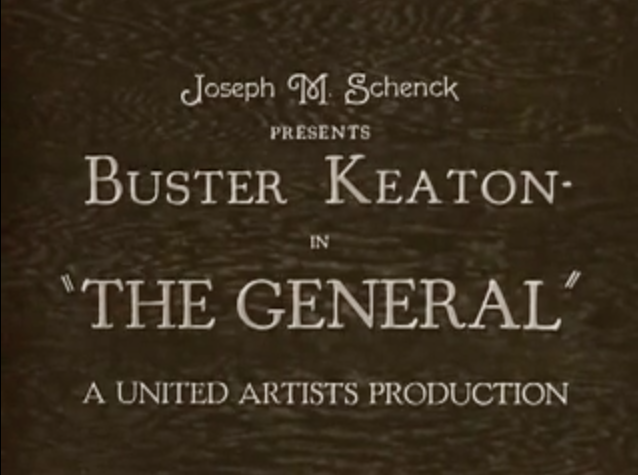 Joseph M. Schenck
PRESENTS
BUSTER KEATON-
IN
"THE GENERAL"
A UNITED ARTISTS PRODUCTION